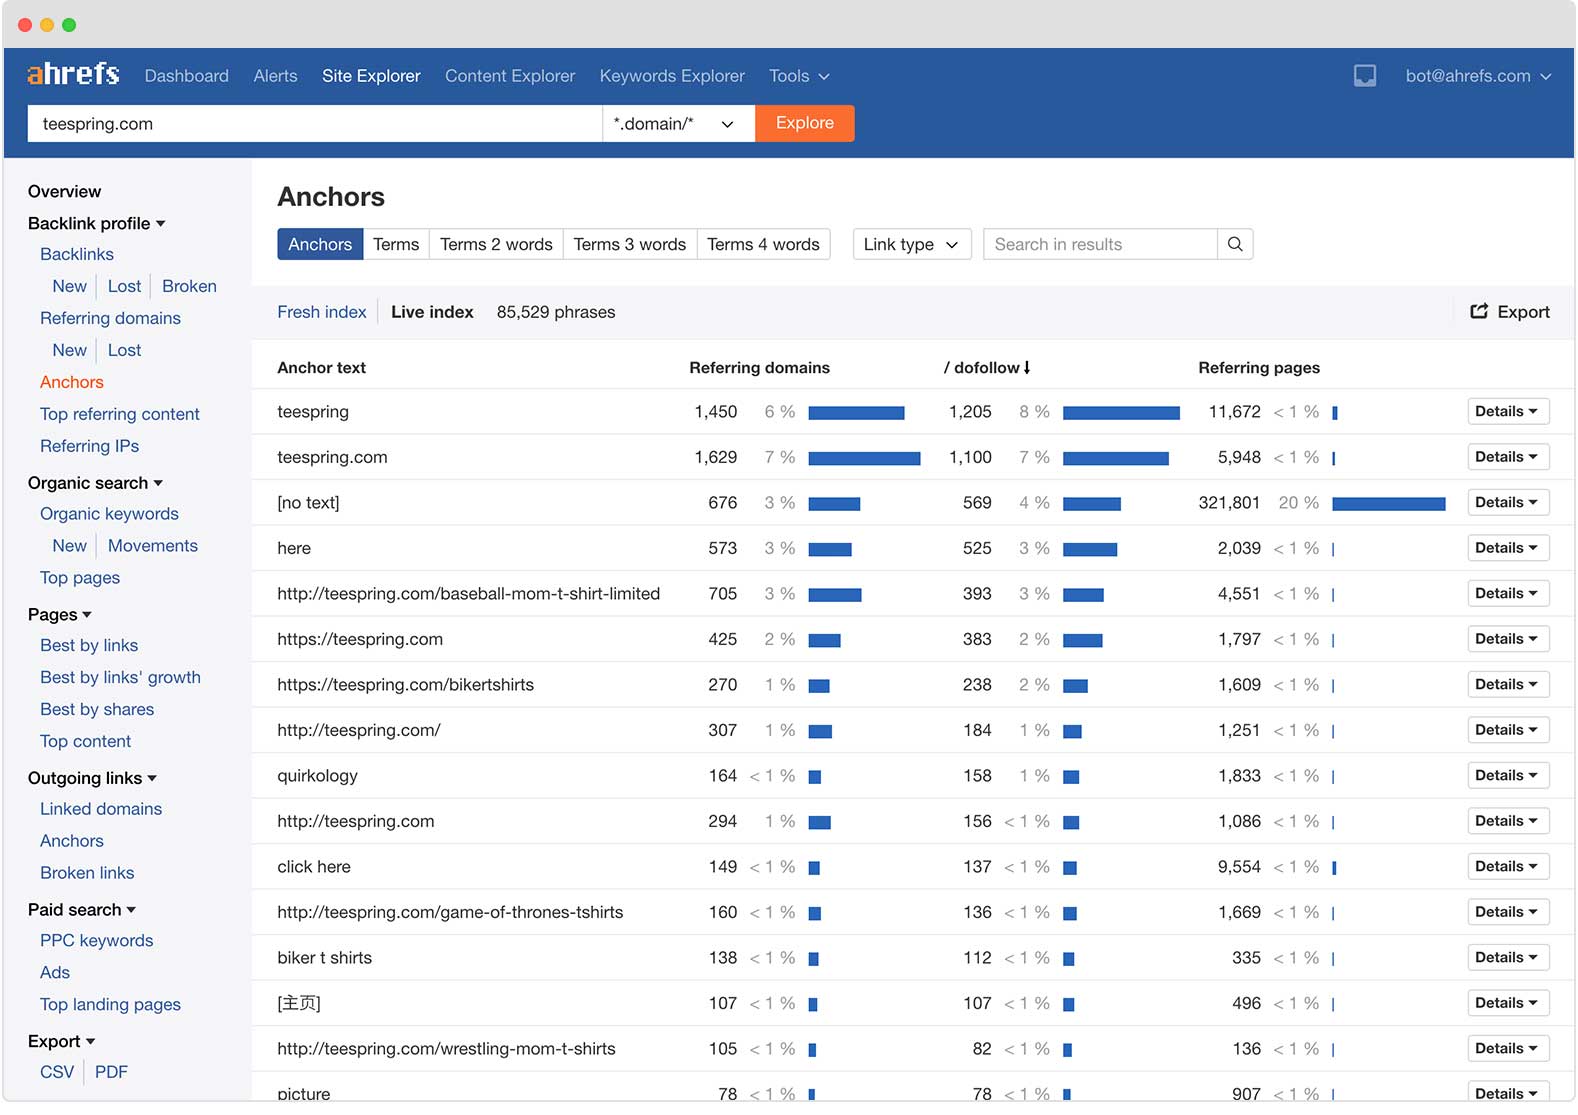 ahrefs Dashboard Alerts Site Explorer Content Explorer Keywords Explorer Tools bot@ahrefs.com
teespring.com *.domain/* Explore
Overview
Backlink profile
Backlinks
New Lost Broken
Referring domains
New Lost
Anchors
Top referring content
Referring IPs
Organic search
Organic keywords
New Movements
Top pages
Pages
Best by links
Best by links' growth
Best by shares
Top content
Outgoing links
Linked domains
Anchors
Broken links
Paid search
PPC keywords
Ads
Top landing pages
Export
CSV PDF
Anchors
Anchors Terms Terms 2 words Terms 3 words Terms 4 words Link type Search in results
Fresh index Live index 85,529 phrases Export
Anchor text Referring domains / dofollow Referring pages
teespring 1,450 6 % 1,205 8 % 11,672 < 1 % Details
teespring.com 1,629 7 % 1,100 7 % 5,948 < 1 % Details
[no text] 676 3 % 569 4 % 321,801 20 % Details
here 573 3 % 525 3 % 2,039 < 1 % Details
http://teespring.com/baseball-mom-t-shirt-limited 705 3 % 393 3 % 4,551 < 1 % Details
https://teespring.com 425 2 % 383 2 % 1,797 < 1 % Details
https://teespring.com/bikertshirts 270 1 % 238 2 % 1,609 < 1 % Details
http://teespring.com/ 307 1 % 184 1 % 1,251 < 1 % Details
quirkology 164 < 1 % 158 1 % 1,833 < 1 % Details
http://teespring.com 294 1 % 156 < 1 % 1,086 < 1 % Details
click here 149 < 1 % 137 < 1 % 9,554 < 1 % Details
http://teespring.com/game-of-thrones-tshirts 160 < 1 % 136 < 1 % 1,669 < 1 % Details
biker t shirts 138 < 1 % 112 < 1 % 335 < 1 % Details
[主页] 107 < 1 % 107 < 1 % 496 < 1 % Details
http://teespring.com/wrestling-mom-t-shirts 105 < 1 % 82 < 1 % 136 < 1 % Details
picture 78 < 1 % 78 < 1 % 907 < 1 % Details